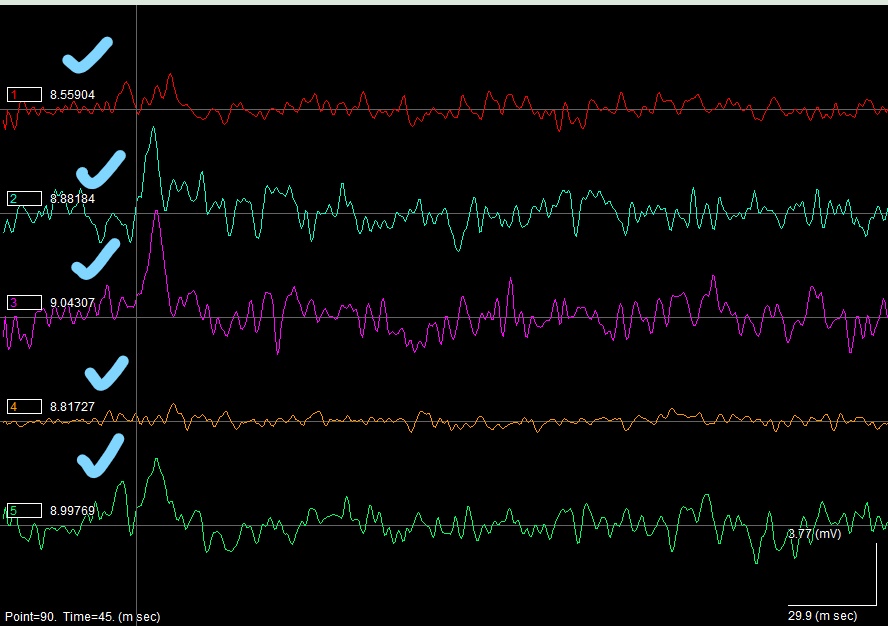 1 8.55904
2 8.88184
3 9.04307
4 8.81727
5 8.99769
3.77 (mV)
29.9 (m sec)
Point=90. Time=45. (m sec)